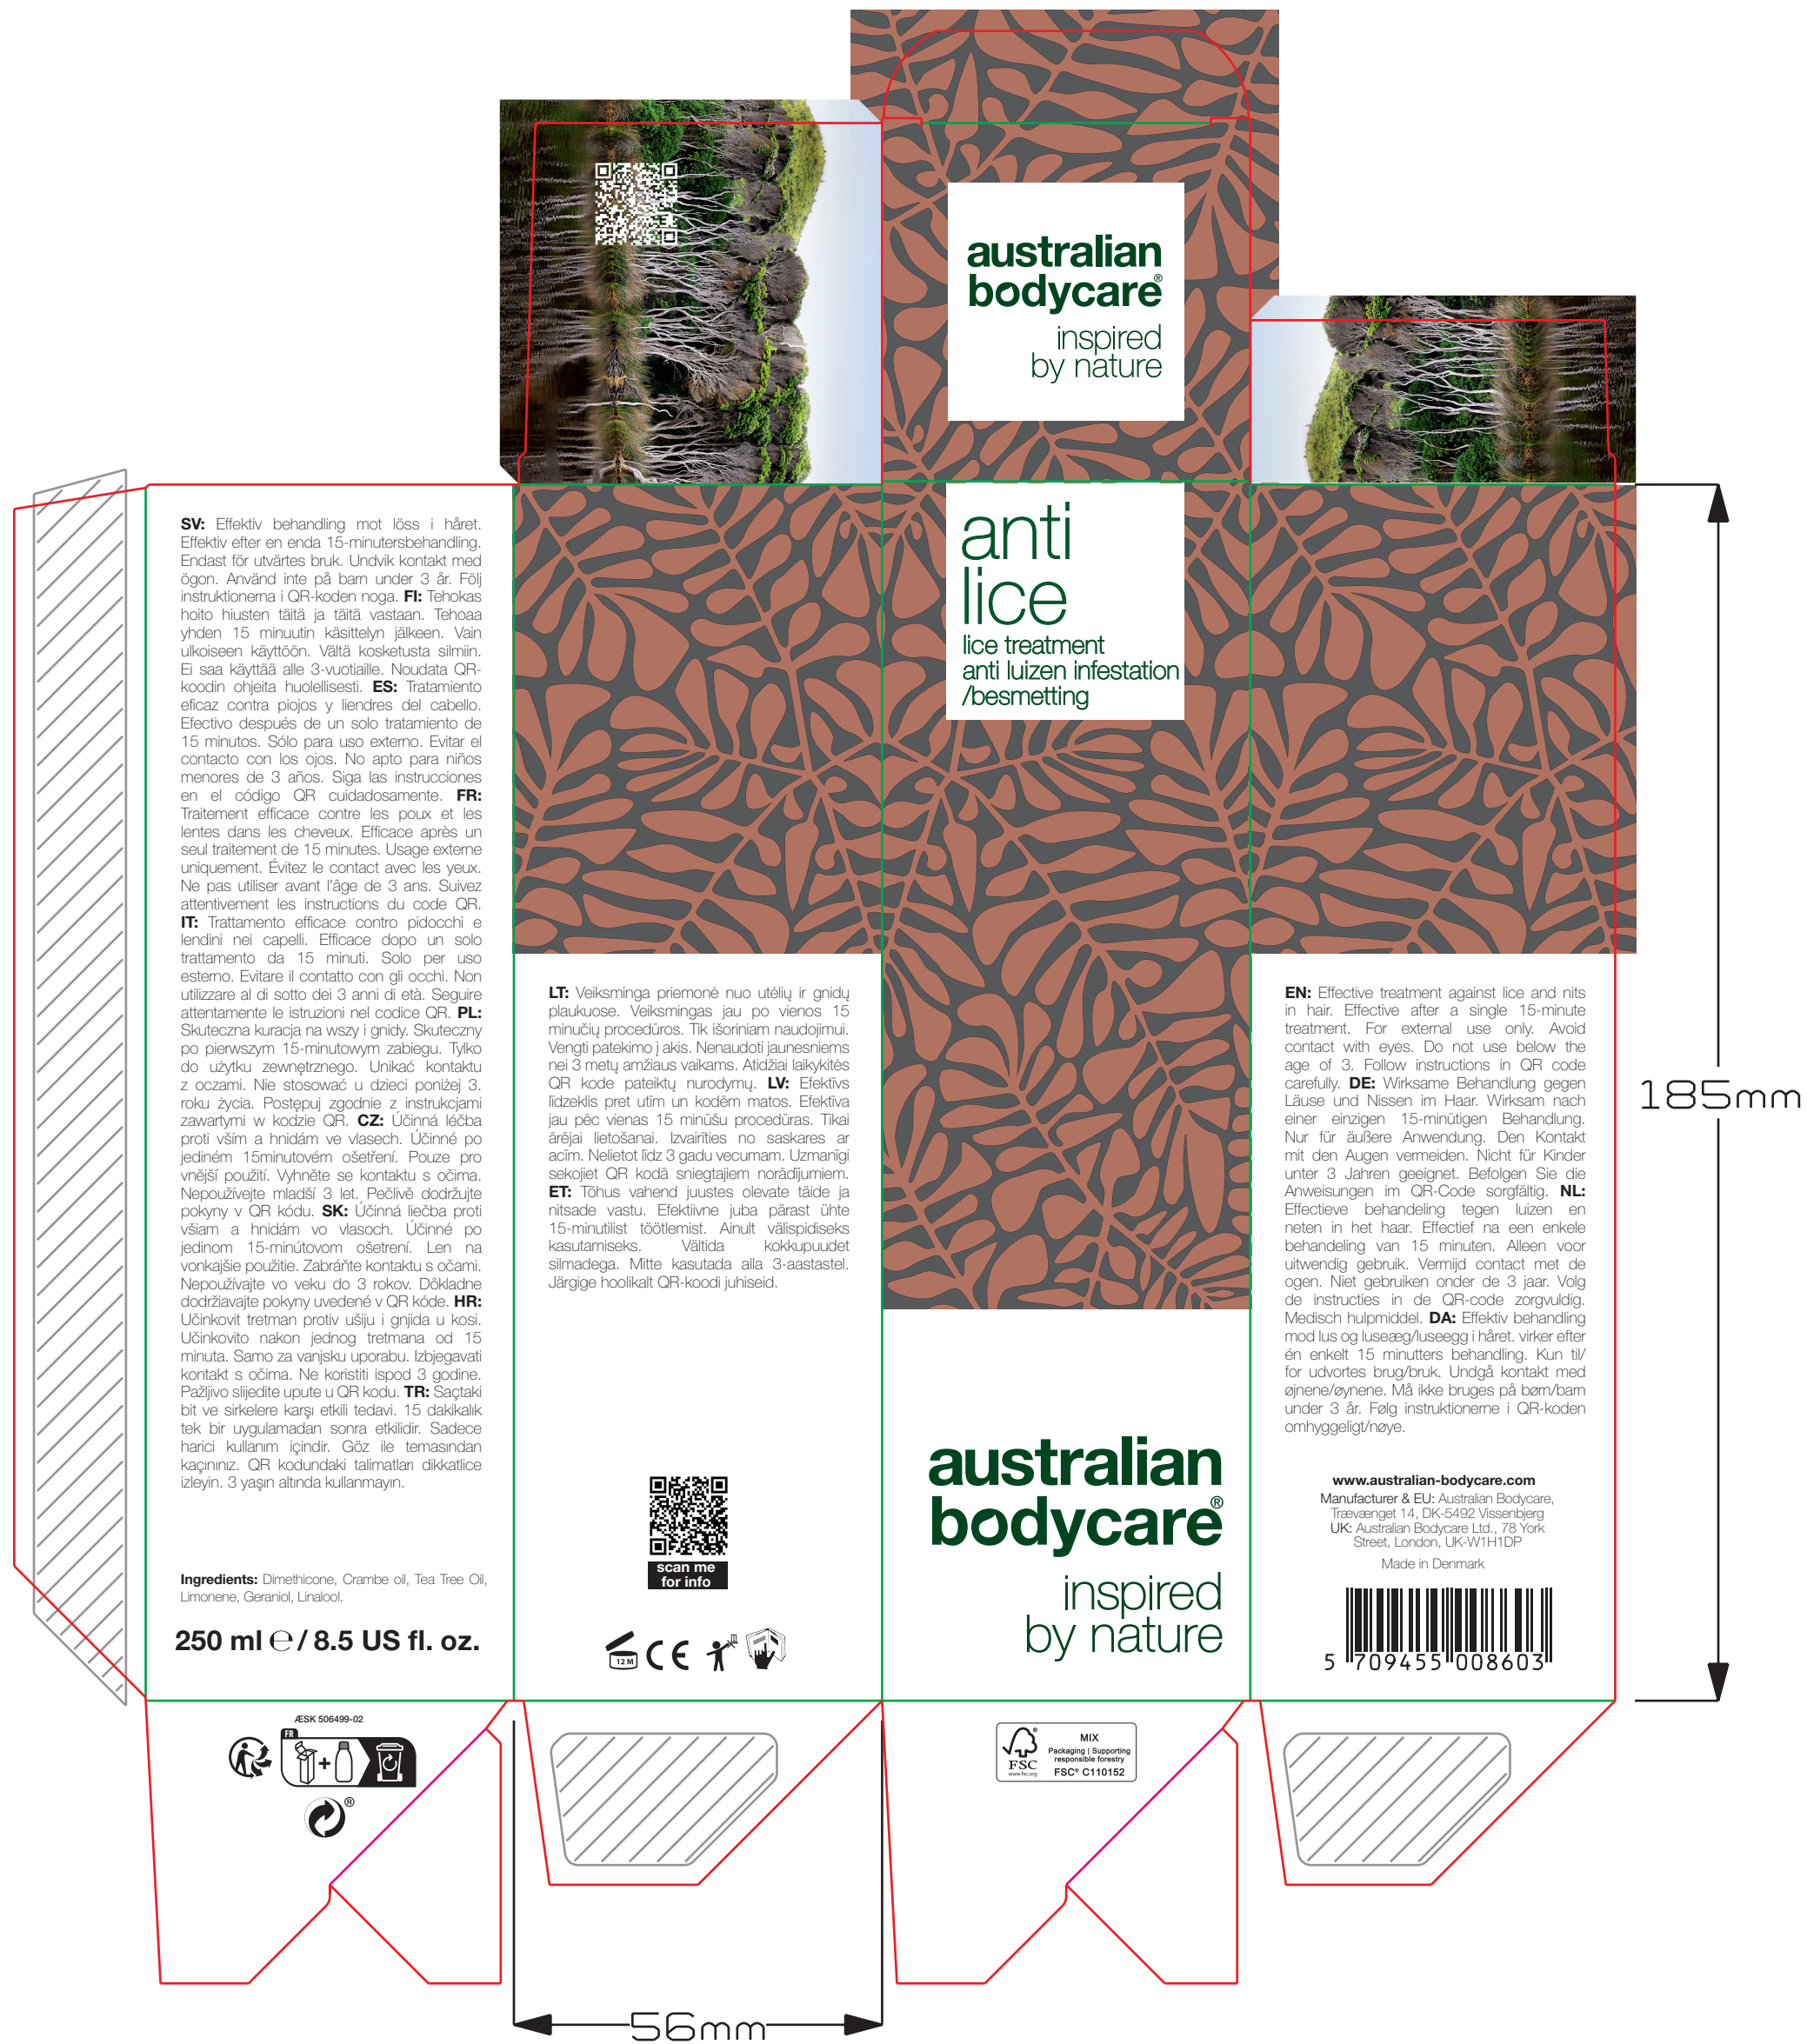 australian
bodycare®
inspired
by nature
anti
lice
lice treatment
anti luizen infestation
/besmetting
SV: Effektiv behandling mot löss i håret.
Effektiv efter en enda 15-minutersbehandling.
Endast för utvärtes bruk. Undvik kontakt med
ögon. Använd inte på barn under 3 år. Följ
instruktionerna i QR-koden noga. FI: Tehokas
hoito hiusten täitä ja täitä vastaan. Tehoaa
yhden 15 minuutin käsittelyn jälkeen. Vain
ulkoiseen käyttöön. Vältä kosketusta silmiin.
Ei saa käyttää alle 3-vuotiaille. Noudata QR-
koodin ohjeita huolellisesti. ES: Tratamiento
eficaz contra piojos y liendres del cabello.
Efectivo después de un solo tratamiento de
15 minutos. Sólo para uso externo. Evitar el
contacto con los ojos. No apto para niños
menores de 3 años. Siga las instrucciones
en el código QR cuidadosamente. FR:
Traitement efficace contre les poux et les
lentes dans les cheveux. Efficace après un
seul traitement de 15 minutes. Usage externe
uniquement. Évitez le contact avec les yeux.
Ne pas utiliser avant l'âge de 3 ans. Suivez
attentivement les instructions du code QR.
IT: Trattamento efficace contro pidocchi e
lendini nei capelli. Efficace dopo un solo
trattamento da 15 minuti. Solo per uso
esterno. Evitare il contatto con gli occhi. Non
utilizzare al di sotto dei 3 anni di età. Seguire
attentamente le istruzioni nel codice QR. PL:
Skuteczna kuracja na wszy i gnidy. Skuteczny
po pierwszym 15-minutowym zabiegu. Tylko
do użytku zewnętrznego. Unikać kontaktu
z oczami. Nie stosować u dzieci poniżej 3.
roku życia. Postępuj zgodnie z instrukcjami
zawartymi w kodzie QR. CZ: Účinná léčba
proti vším a hnidám ve vlasech. Účinné po
jediném 15minutovém ošetření. Pouze pro
vnější použití. Vyhněte se kontaktu s očima.
Nepoužívejte mladší 3 let. Pečlivě dodržujte
pokyny v QR kódu. SK: Účinná liečba proti
všiam a hnidám vo vlasoch. Účinné po
jedinom 15-minútovom ošetrení. Len na
vonkajšie použitie. Zabráňte kontaktu s očami.
Nepoužívajte vo veku do 3 rokov. Dôkladne
dodržiavajte pokyny uvedené v QR kóde. HR:
Učinkovit tretman protiv ušiju i gnjida u kosi.
Učinkovito nakon jednog tretmana od 15
minuta. Samo za vanjsku uporabu. Izbjegavati
kontakt s očima. Ne koristiti ispod 3 godine.
Pažljivo slijedite upute u QR kodu. TR: Saçtaki
bit ve sirkelere karşı etkili tedavi. 15 dakikalık
tek bir uygulamadan sonra etkilidir. Sadece
harici kullanım içindir. Göz ile temasından
kaçınınız. QR kodundaki talimatları dikkatlice
izleyin. 3 yaşın altında kullanmayın.
Ingredients: Dimethicone, Crambe oil, Tea Tree Oil,
Limonene, Geraniol, Linalool.
250 ml ℮ / 8.5 US fl. oz.
LT: Veiksminga priemonė nuo utėlių ir gnidų
plaukuose. Veiksmingas jau po vienos 15
minučių procedūros. Tik išoriniam naudojimui.
Vengti patekimo į akis. Nenaudoti jaunesniems
nei 3 metų amžiaus vaikams. Atidžiai laikykitės
QR kode pateiktų nurodymų. LV: Efektīvs
līdzeklis pret utīm un kodēm matos. Efektīva
jau pēc vienas 15 minūšu procedūras. Tikai
ārējai lietošanai. Izvairīties no saskares ar
acīm. Nelietot līdz 3 gadu vecumam. Uzmanīgi
sekojiet QR kodā sniegtajiem norādījumiem.
ET: Tõhus vahend juustes olevate täide ja
nitsade vastu. Efektiivne juba pärast ühte
15-minutilist töötlemist. Ainult välispidiseks
kasutamiseks. Vältida kokkupuudet
silmadega. Mitte kasutada alla 3-aastastel.
Järgige hoolikalt QR-koodi juhiseid.
scan me
for info
12 M
CE
australian
bodycare®
inspired
by nature
EN: Effective treatment against lice and nits
in hair. Effective after a single 15-minute
treatment. For external use only. Avoid
contact with eyes. Do not use below the
age of 3. Follow instructions in QR code
carefully. DE: Wirksame Behandlung gegen
Läuse und Nissen im Haar. Wirksam nach
einer einzigen 15-minütigen Behandlung.
Nur für äußere Anwendung. Den Kontakt
mit den Augen vermeiden. Nicht für Kinder
unter 3 Jahren geeignet. Befolgen Sie die
Anweisungen im QR-Code sorgfältig. NL:
Effectieve behandeling tegen luizen en
neten in het haar. Effectief na een enkele
behandeling van 15 minuten. Alleen voor
uitwendig gebruik. Vermijd contact met de
ogen. Niet gebruiken onder de 3 jaar. Volg
de instructies in de QR-code zorgvuldig.
Medisch hulpmiddel. DA: Effektiv behandling
mod lus og luseæg/luseegg i håret. virker efter
én enkelt 15 minutters behandling. Kun til/
for udvortes brug/bruk. Undgå kontakt med
øjnene/øynene. Må ikke bruges på børn/barn
under 3 år. Følg instruktionerne i QR-koden
omhyggeligt/nøye.
www.australian-bodycare.com
Manufacturer & EU: Australian Bodycare,
Trævænget 14, DK-5492 Vissenbjerg
UK: Australian Bodycare Ltd., 78 York
Street, London, UK-W1H1DP
Made in Denmark
5 709455 008603
185mm
ÆSK 506499-02
FR
+
®
FSC®
www.fsc.org
MIX
Packaging | Supporting
responsible forestry
FSC® C110152
56mm